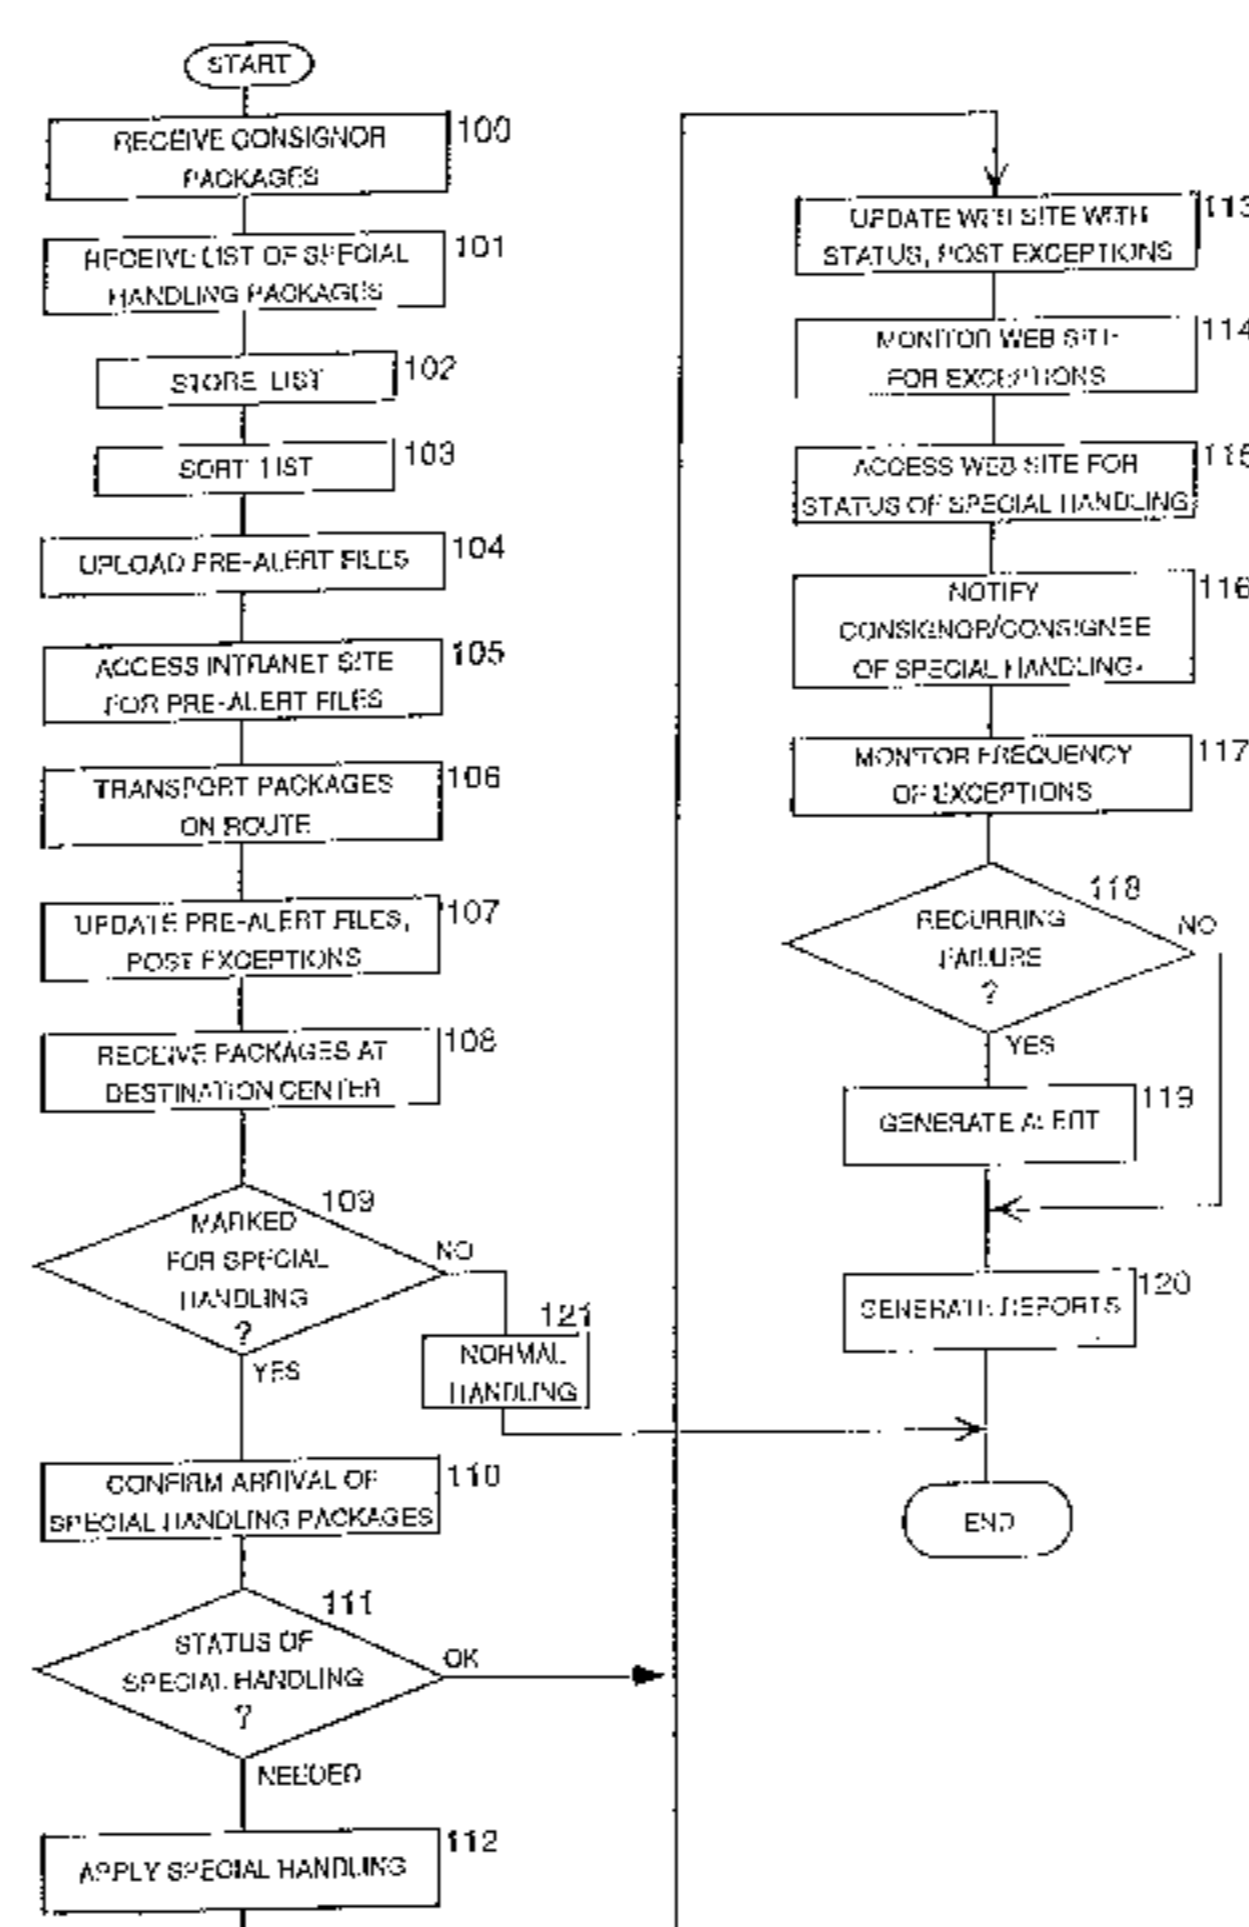 START
RECEIVE CONSIGNOR
PACKAGES
100
RECEIVE LIST OF SPECIAL
HANDLING PACKAGES
101
STORE LIST
102
SORT LIST
103
UPLOAD PRE-ALERT FILES
104
ACCESS INTRANET SITE
FOR PRE-ALERT FILES
105
TRANSPORT PACKAGES
ON ROUTE
106
UPDATE PRE-ALERT FILES,
POST EXCEPTIONS
107
RECEIVE PACKAGES AT
DESTINATION CENTER
108
109
MARKED
FOR SPECIAL
HANDLING
?
NO
YES
121
NORMAL
HANDLING
CONFIRM ARRIVAL OF
SPECIAL HANDLING PACKAGES
110
111
STATUS OF
SPECIAL HANDLING
?
OK
NEEDED
APPLY SPECIAL HANDLING
112
UPDATE WEB SITE WITH
STATUS, POST EXCEPTIONS
113
MONITOR WEB SITE
FOR EXCEPTIONS
114
ACCESS WEB SITE FOR
STATUS OF SPECIAL HANDLING
115
NOTIFY
CONSIGNOR/CONSIGNEE
OF SPECIAL HANDLING
116
MONITOR FREQUENCY
OF EXCEPTIONS
117
118
RECURRING
FAILURE
?
NO
YES
GENERATE ALERT
119
GENERATE REPORTS
120
END